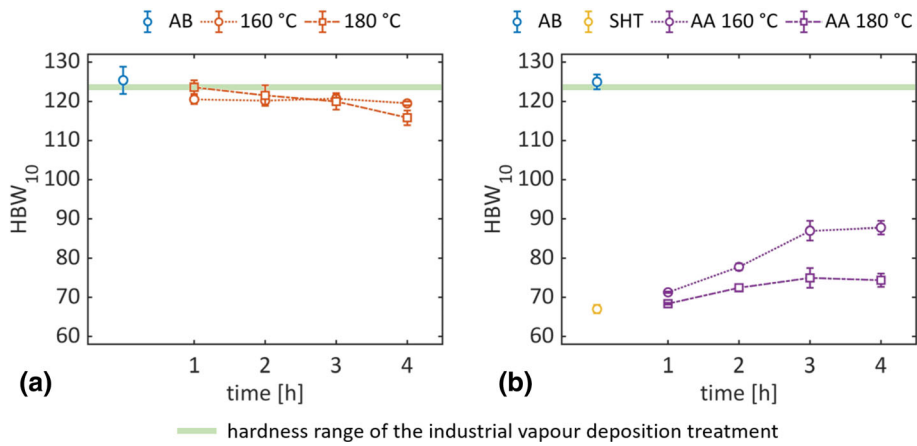 AB 160 °C 180 °C
130
120
110
100
90
80
70
60
HBW10
1 2 3 4
time [h]
(a)
AB SHT AA 160 °C AA 180 °C
130
120
110
100
90
80
70
60
HBW10
1 2 3 4
time [h]
(b)
hardness range of the industrial vapour deposition treatment